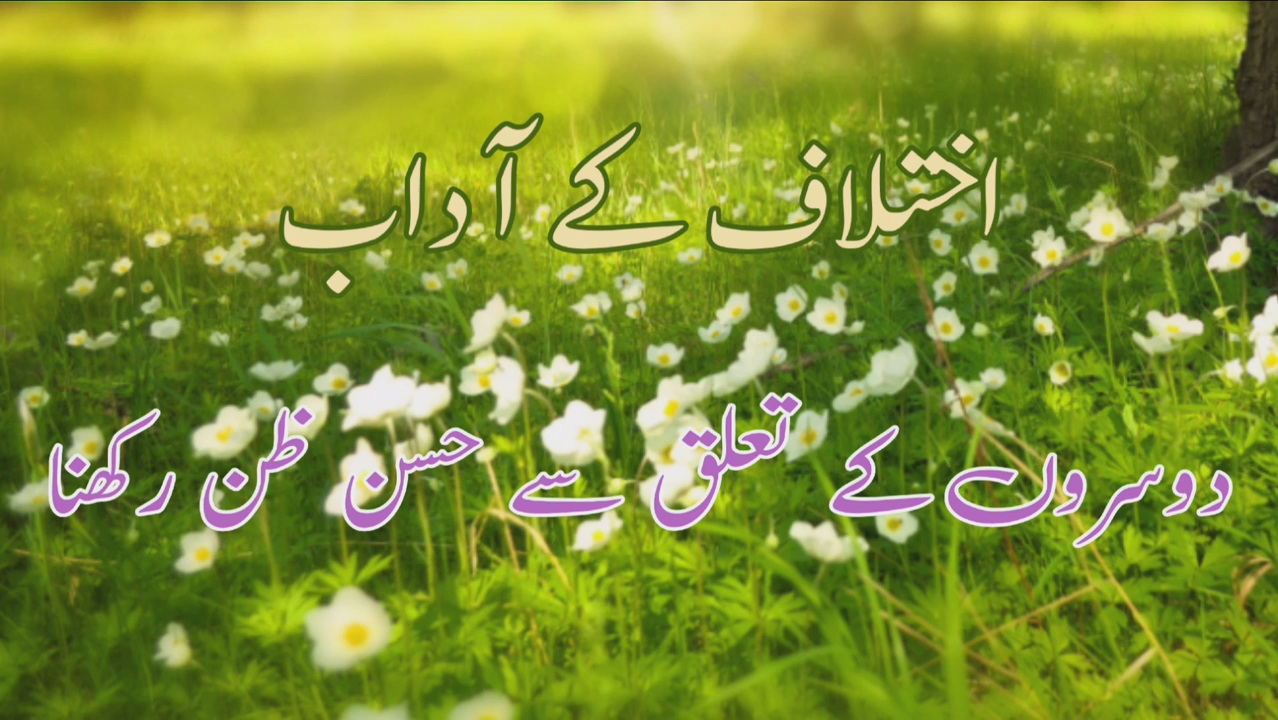 اختلاف کے آداب
دوسروں کے تعلق سے حسن ظن رکھنا